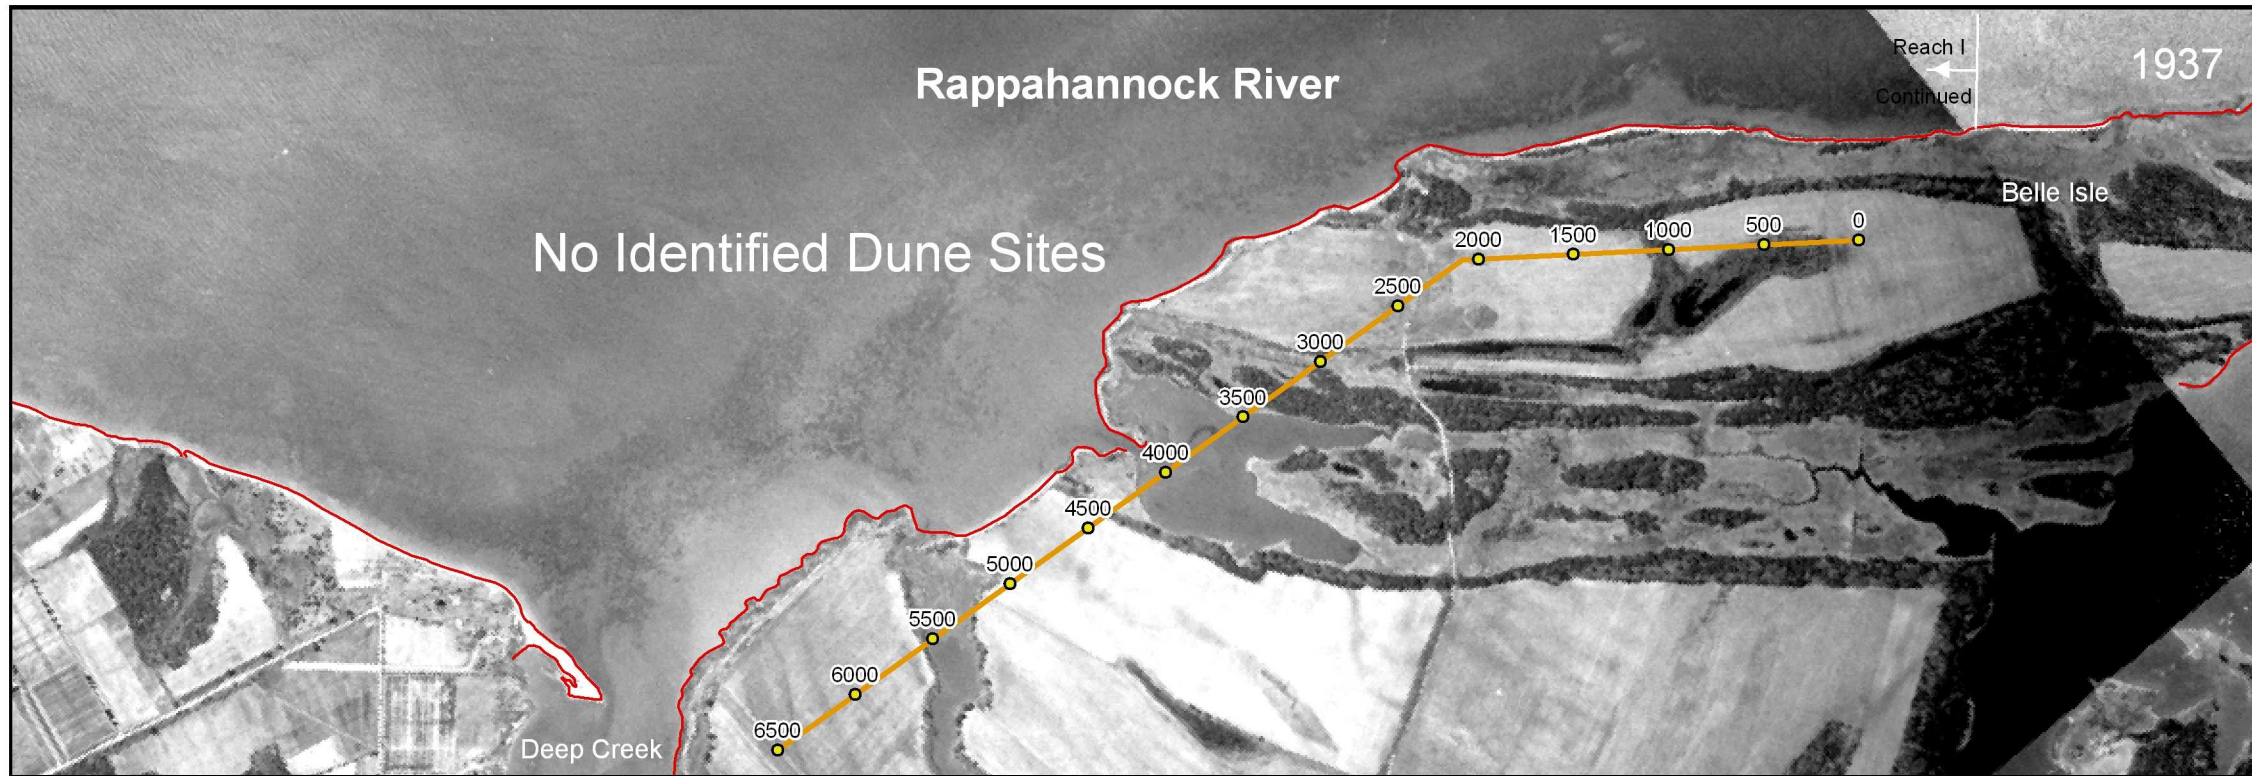 Reach I
1937
Rappahannock River
Continued
Belle Isle
No Identified Dune Sites
0
500
1000
1500
2000
2500
3000
3500
4000
4500
5000
5500
6000
6500
Deep Creek